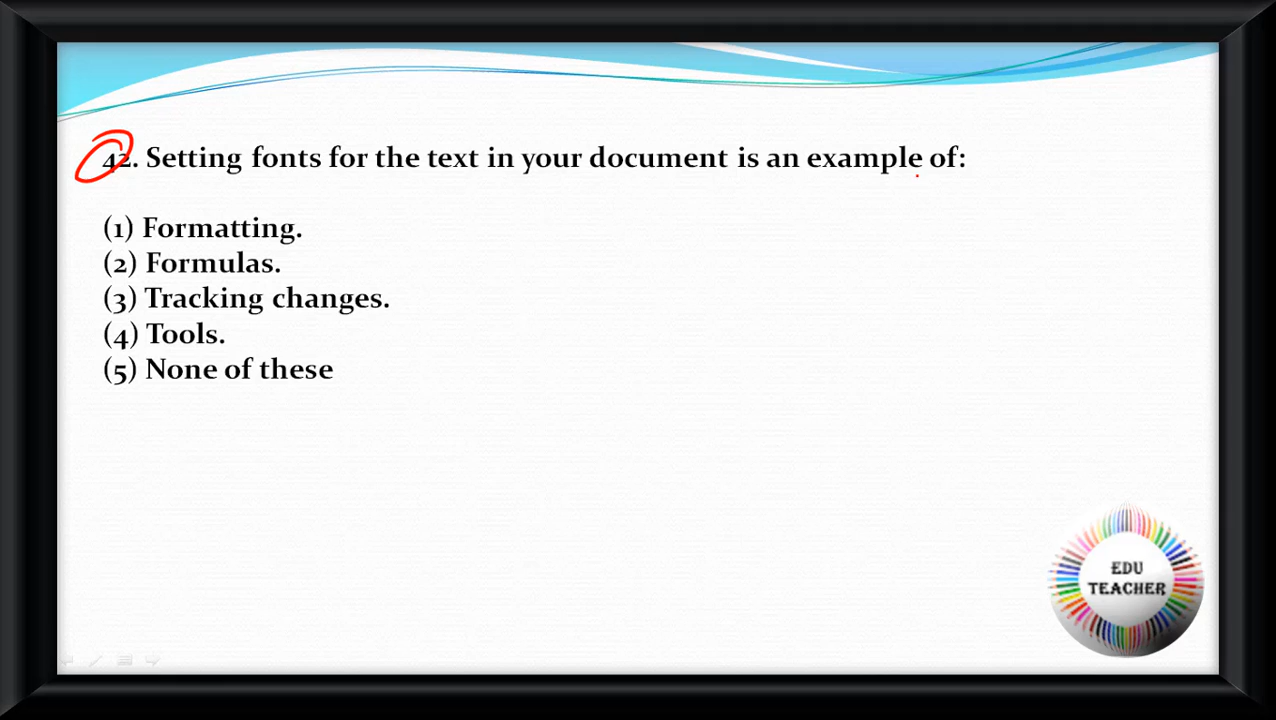 42. Setting fonts for the text in your document is an example of:
(1) Formatting.
(2) Formulas.
(3) Tracking changes.
(4) Tools.
(5) None of these
EDU
TEACHER